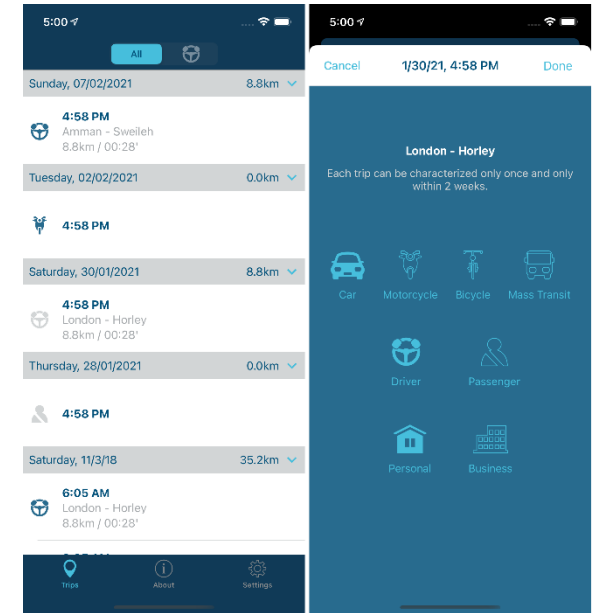 5:00
All
Sunday, 07/02/2021 8.8km
4:58 PM
Amman - Sweileh
8.8km / 00:28'
Tuesday, 02/02/2021 0.0km
4:58 PM
Saturday, 30/01/2021 8.8km
4:58 PM
London - Horley
8.8km / 00:28'
Thursday, 28/01/2021 0.0km
4:58 PM
Saturday, 11/3/18 35.2km
6:05 AM
London - Horley
8.8km / 00:28'
Trips About Settings
5:00
Cancel 1/30/21, 4:58 PM Done
London - Horley
Each trip can be characterized only once and only
within 2 weeks.
Car Motorcycle Bicycle Mass Transit
Driver Passenger
Personal Business